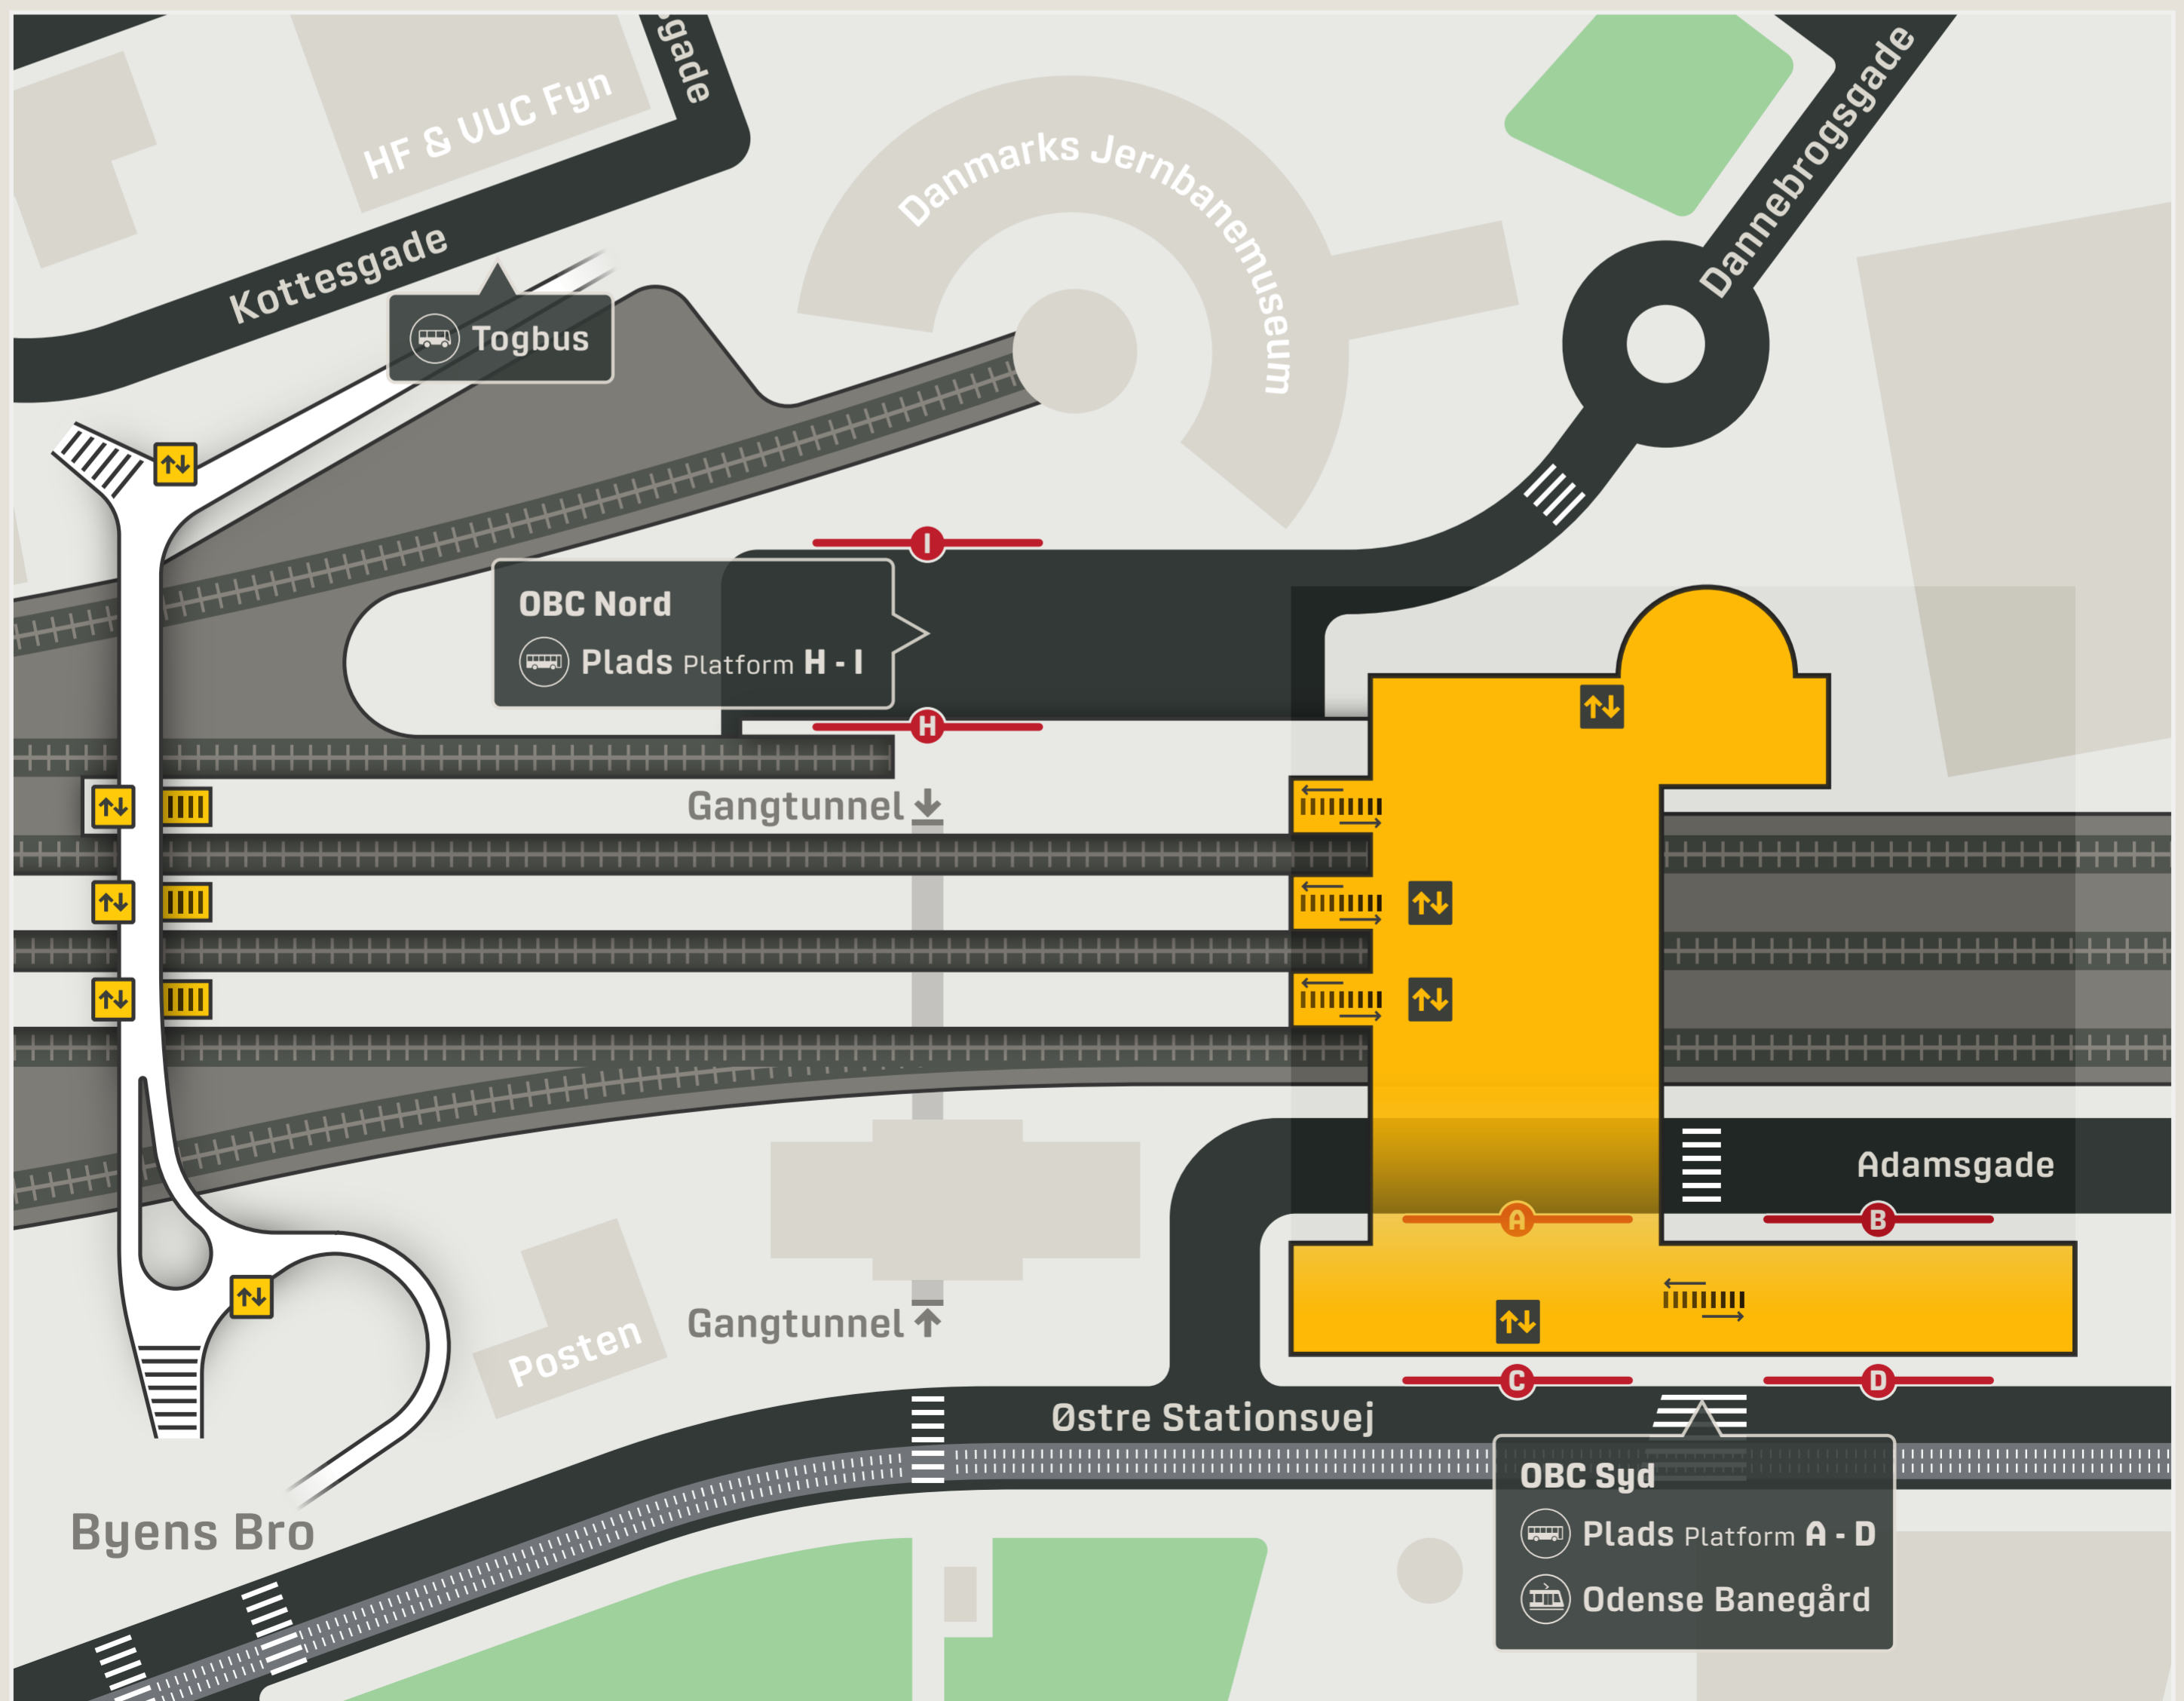 gade
HF & VUC Fyn
Dannebrogsgade
Danmarks Jernbanemuseum
Kottesgade
Togbus
I
OBC Nord
Plads Platform H - I
H
Gangtunnel
Adamsgade
A
B
Gangtunnel
Posten
C
D
Østre Stationsvej
OBC Syd
Plads Platform A - D
Odense Banegård
Byens Bro